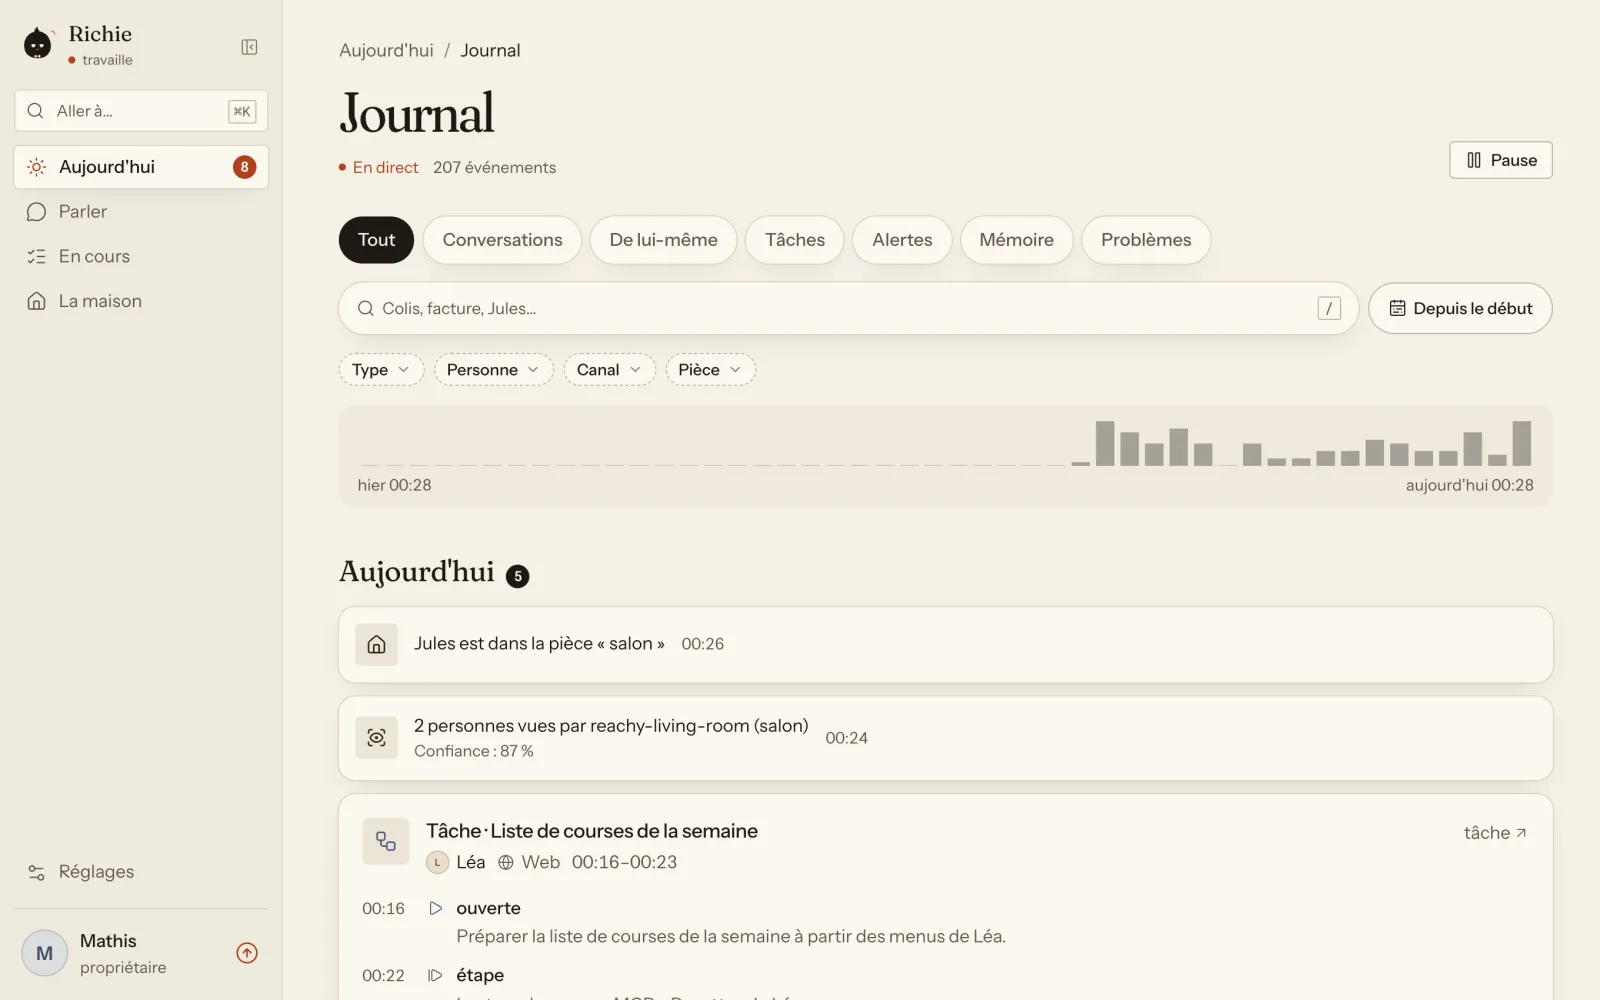 Richie
travaille
Aller à...
⌘K
Aujourd'hui
8
Parler
En cours
La maison
Réglages
M
Mathis
propriétaire
Aujourd'hui / Journal
Journal
En direct 207 événements
Pause
Tout
Conversations
De lui-même
Tâches
Alertes
Mémoire
Problèmes
Colis, facture, Jules...
/
Depuis le début
Type
Personne
Canal
Pièce
hier 00:28
aujourd'hui 00:28
Aujourd'hui 5
Jules est dans la pièce « salon » 00:26
2 personnes vues par reachy-living-room (salon)
Confiance : 87 %
00:24
Tâche · Liste de courses de la semaine
tâche
L Léa Web 00:16–00:23
00:16 ouverte
Préparer la liste de courses de la semaine à partir des menus de Léa.
00:22 étape